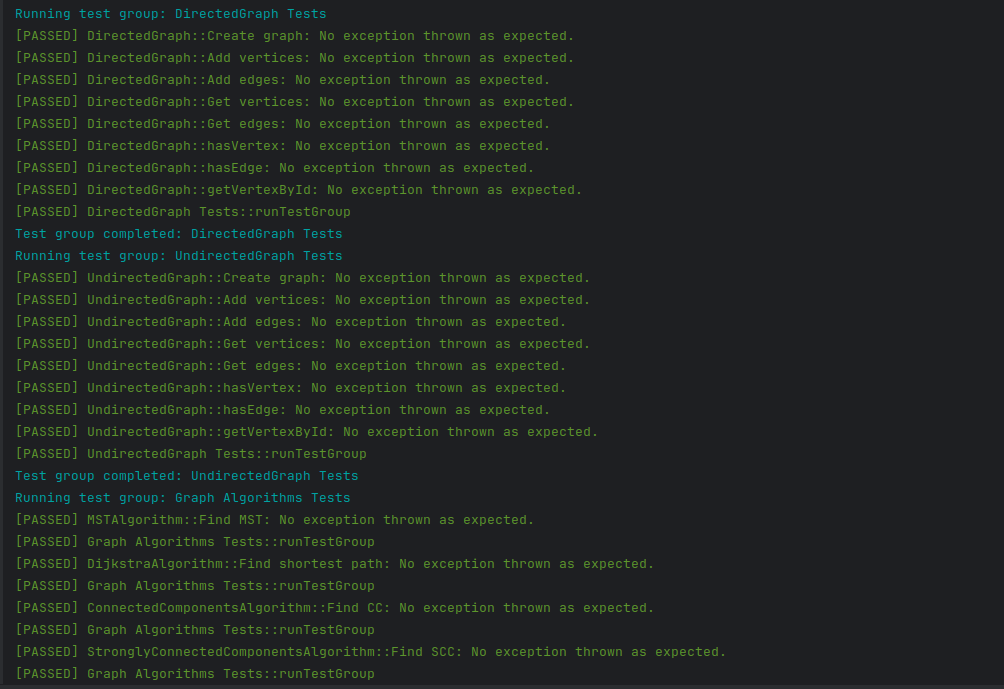 Running test group: DirectedGraph Tests
[PASSED] DirectedGraph::Create graph: No exception thrown as expected.
[PASSED] DirectedGraph::Add vertices: No exception thrown as expected.
[PASSED] DirectedGraph::Add edges: No exception thrown as expected.
[PASSED] DirectedGraph::Get vertices: No exception thrown as expected.
[PASSED] DirectedGraph::Get edges: No exception thrown as expected.
[PASSED] DirectedGraph::hasVertex: No exception thrown as expected.
[PASSED] DirectedGraph::hasEdge: No exception thrown as expected.
[PASSED] DirectedGraph::getVertexById: No exception thrown as expected.
[PASSED] DirectedGraph Tests::runTestGroup
Test group completed: DirectedGraph Tests
Running test group: UndirectedGraph Tests
[PASSED] UndirectedGraph::Create graph: No exception thrown as expected.
[PASSED] UndirectedGraph::Add vertices: No exception thrown as expected.
[PASSED] UndirectedGraph::Add edges: No exception thrown as expected.
[PASSED] UndirectedGraph::Get vertices: No exception thrown as expected.
[PASSED] UndirectedGraph::Get edges: No exception thrown as expected.
[PASSED] UndirectedGraph::hasVertex: No exception thrown as expected.
[PASSED] UndirectedGraph::hasEdge: No exception thrown as expected.
[PASSED] UndirectedGraph::getVertexById: No exception thrown as expected.
[PASSED] UndirectedGraph Tests::runTestGroup
Test group completed: UndirectedGraph Tests
Running test group: Graph Algorithms Tests
[PASSED] MSTAlgorithm::Find MST: No exception thrown as expected.
[PASSED] Graph Algorithms Tests::runTestGroup
[PASSED] DijkstraAlgorithm::Find shortest path: No exception thrown as expected.
[PASSED] Graph Algorithms Tests::runTestGroup
[PASSED] ConnectedComponentsAlgorithm::Find CC: No exception thrown as expected.
[PASSED] Graph Algorithms Tests::runTestGroup
[PASSED] StronglyConnectedComponentsAlgorithm::Find SCC: No exception thrown as expected.
[PASSED] Graph Algorithms Tests::runTestGroup